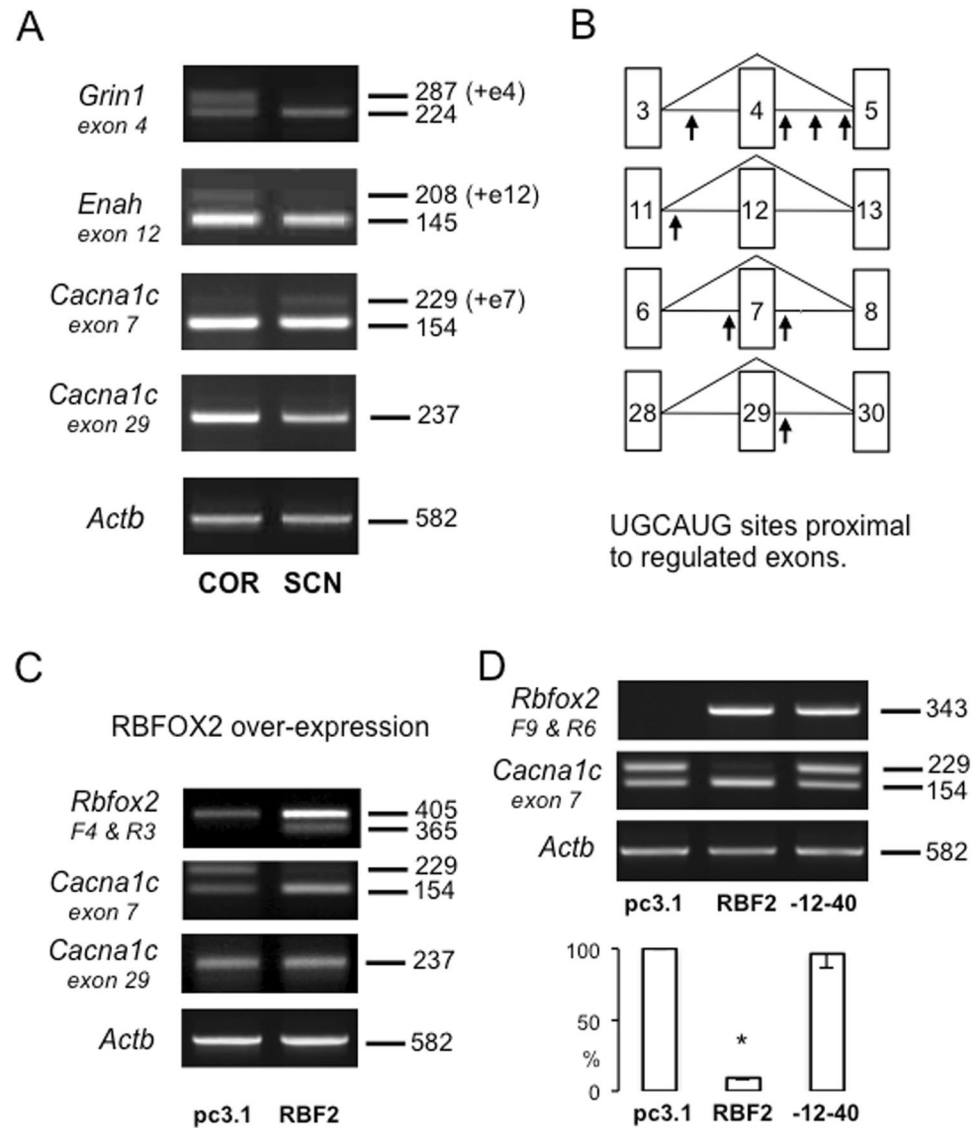 A
Grin1
exon 4
287 (+e4)
224
Enah
exon 12
208 (+e12)
145
Cacna1c
exon 7
229 (+e7)
154
Cacna1c
exon 29
237
Actb
582
COR SCN
B
3 4 5
11 12 13
6 7 8
28 29 30
UGCAUG sites proximal
to regulated exons.
C
RBFOX2 over-expression
Rbfox2
F4 & R3
405
365
Cacna1c
exon 7
229
154
Cacna1c
exon 29
237
Actb
582
pc3.1 RBF2
D
Rbfox2
F9 & R6
343
Cacna1c
exon 7
229
154
Actb
582
pc3.1 RBF2 -12-40
100
50
%
0
*
pc3.1 RBF2 -12-40